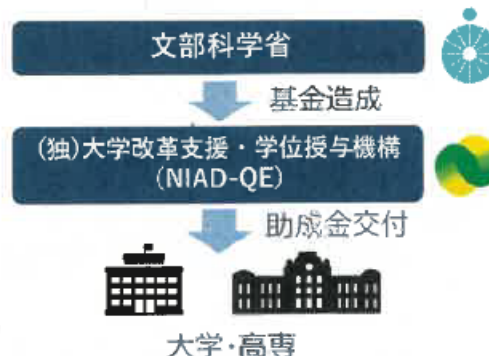 文部科学省
基金造成
(独)大学改革支援・学位授与機構
(NIAD-QE)
助成金交付
大学・高専